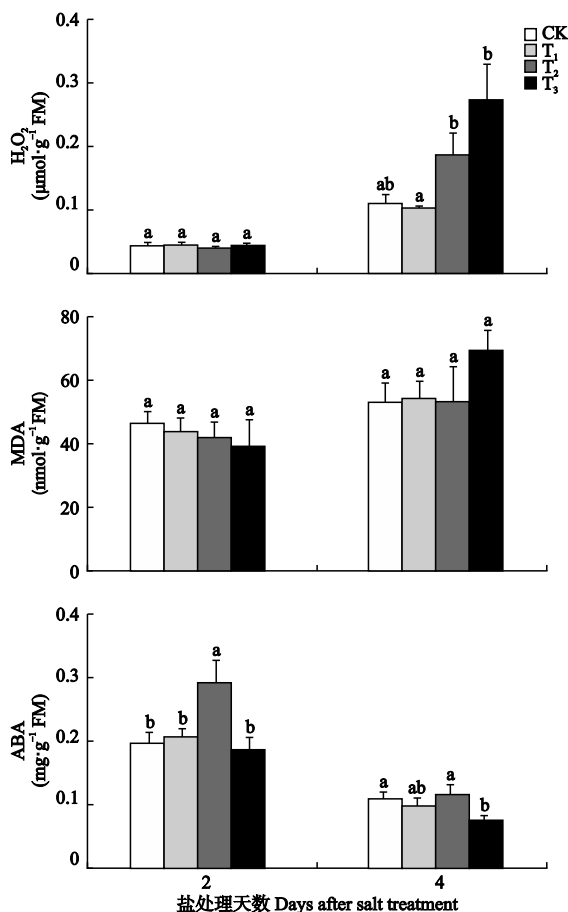 CK
T₁
T₂
T₃
H₂O₂
(μmol·g⁻¹ FM)
0.4
0.3
0.2
0.1
0
a a a a
ab a b b
MDA
(nmol·g⁻¹ FM)
80
60
40
20
0
a a a a
a a a a
ABA
(mg·g⁻¹ FM)
0.4
0.3
0.2
0.1
0
b b a b
a ab a b
2 4
盐处理天数 Days after salt treatment